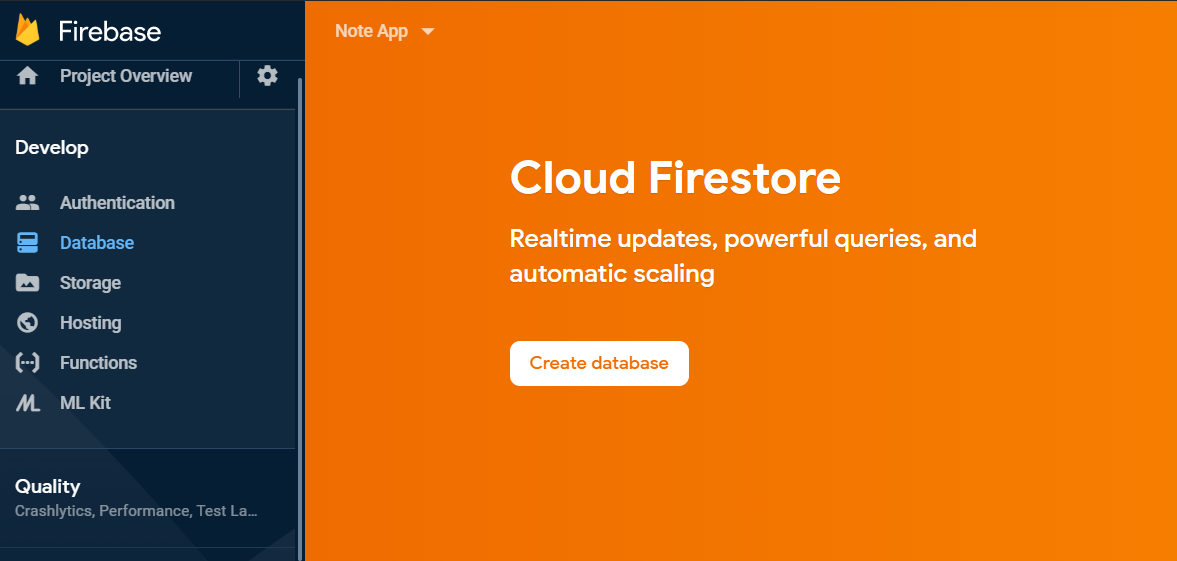 Firebase
Project Overview
Develop
Authentication
Database
Storage
Hosting
Functions
ML Kit
Quality
Crashlytics, Performance, Test La...
Note App
Cloud Firestore
Realtime updates, powerful queries, and
automatic scaling
Create database